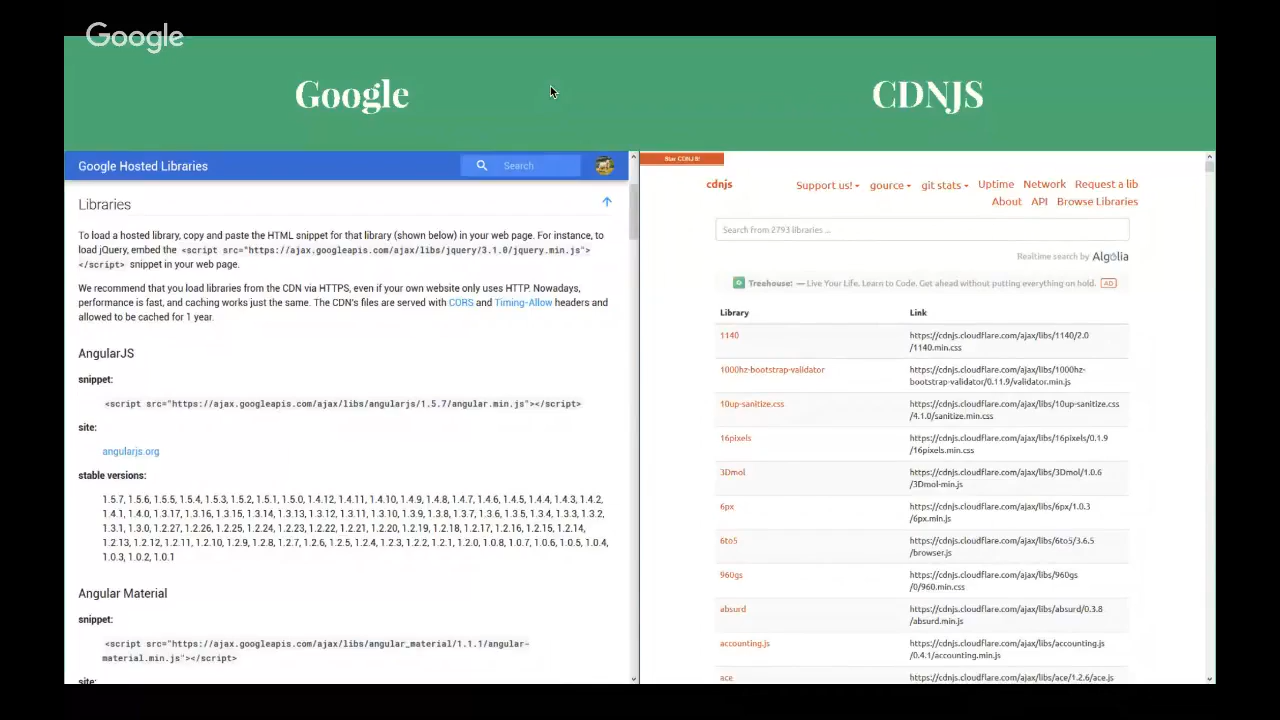 Google
Google
CDNJS
Google Hosted Libraries
Search
Libraries
To load a hosted library, copy and paste the HTML snippet for that library (shown below) in your web page. For instance, to
load jQuery, embed the <script src="https://ajax.googleapis.com/ajax/libs/jquery/3.1.0/jquery.min.js">
</script> snippet in your web page.
We recommend that you load libraries from the CDN via HTTPS, even if your own website only uses HTTP. Nowadays,
performance is fast, and caching works just the same. The CDN's files are served with CORS and Timing-Allow headers and
allowed to be cached for 1 year.
AngularJS
snippet:
<script src="https://ajax.googleapis.com/ajax/libs/angularjs/1.5.7/angular.min.js"></script>
site:
angularjs.org
stable versions:
1.5.7, 1.5.6, 1.5.5, 1.5.4, 1.5.3, 1.5.2, 1.5.1, 1.5.0, 1.4.12, 1.4.11, 1.4.10, 1.4.9, 1.4.8, 1.4.7, 1.4.6, 1.4.5, 1.4.4, 1.4.3, 1.4.2,
1.4.1, 1.4.0, 1.3.17, 1.3.16, 1.3.15, 1.3.14, 1.3.13, 1.3.12, 1.3.11, 1.3.10, 1.3.9, 1.3.8, 1.3.7, 1.3.6, 1.3.5, 1.3.4, 1.3.3, 1.3.2,
1.3.1, 1.3.0, 1.2.27, 1.2.26, 1.2.25, 1.2.24, 1.2.23, 1.2.22, 1.2.21, 1.2.20, 1.2.19, 1.2.18, 1.2.17, 1.2.16, 1.2.15, 1.2.14,
1.2.13, 1.2.12, 1.2.11, 1.2.10, 1.2.9, 1.2.8, 1.2.7, 1.2.6, 1.2.5, 1.2.4, 1.2.3, 1.2.2, 1.2.1, 1.2.0, 1.0.8, 1.0.7, 1.0.6, 1.0.5, 1.0.4,
1.0.3, 1.0.2, 1.0.1
Angular Material
snippet:
<script src="https://ajax.googleapis.com/ajax/libs/angular_material/1.1.1/angular-
material.min.js"></script>
site:
Star CDNJS!
cdnjs
Support us! gource git stats Uptime Network Request a lib
About API Browse Libraries
Search from 2793 libraries ...
Realtime search by Algolia
Treehouse: — Live Your Life. Learn to Code. Get ahead without putting everything on hold. AD
Library Link
1140 https://cdnjs.cloudflare.com/ajax/libs/1140/2.0
/1140.min.css
1000hz-bootstrap-validator https://cdnjs.cloudflare.com/ajax/libs/1000hz-
bootstrap-validator/0.11.9/validator.min.js
10up-sanitize.css https://cdnjs.cloudflare.com/ajax/libs/10up-sanitize.css
/4.1.0/sanitize.min.css
16pixels https://cdnjs.cloudflare.com/ajax/libs/16pixels/0.1.9
/16pixels.min.css
3Dmol https://cdnjs.cloudflare.com/ajax/libs/3Dmol/1.0.6
/3Dmol-min.js
6px https://cdnjs.cloudflare.com/ajax/libs/6px/1.0.3
/6px.min.js
6to5 https://cdnjs.cloudflare.com/ajax/libs/6to5/3.6.5
/browser.js
960gs https://cdnjs.cloudflare.com/ajax/libs/960gs
/0/960.min.css
absurd https://cdnjs.cloudflare.com/ajax/libs/absurd/0.3.8
/absurd.min.js
accounting.js https://cdnjs.cloudflare.com/ajax/libs/accounting.js
/0.4.1/accounting.min.js
ace https://cdnjs.cloudflare.com/ajax/libs/ace/1.2.6/ace.js